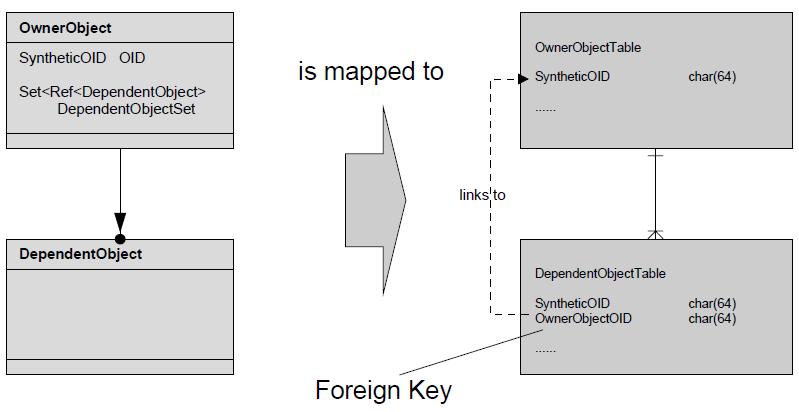 OwnerObject
SyntheticOID OID
Set<Ref<DependentObject>
DependentObjectSet
DependentObject
is mapped to
OwnerObjectTable
SyntheticOID char(64)
......
links to
DependentObjectTable
SyntheticOID char(64)
OwnerObjectOID char(64)
......
Foreign Key